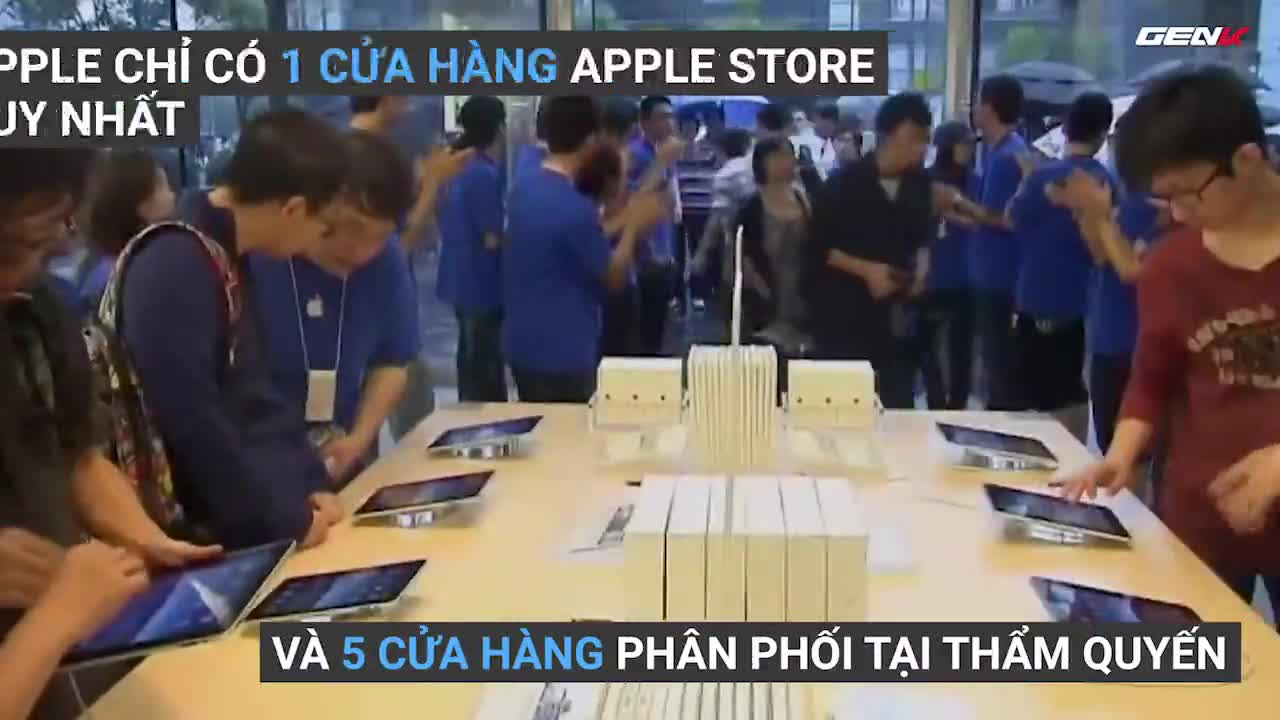 GENK
PPLE CHỈ CÓ 1 CỬA HÀNG APPLE STORE
UY NHẤT
VÀ 5 CỬA HÀNG PHÂN PHỐI TẠI THẨM QUYẾN